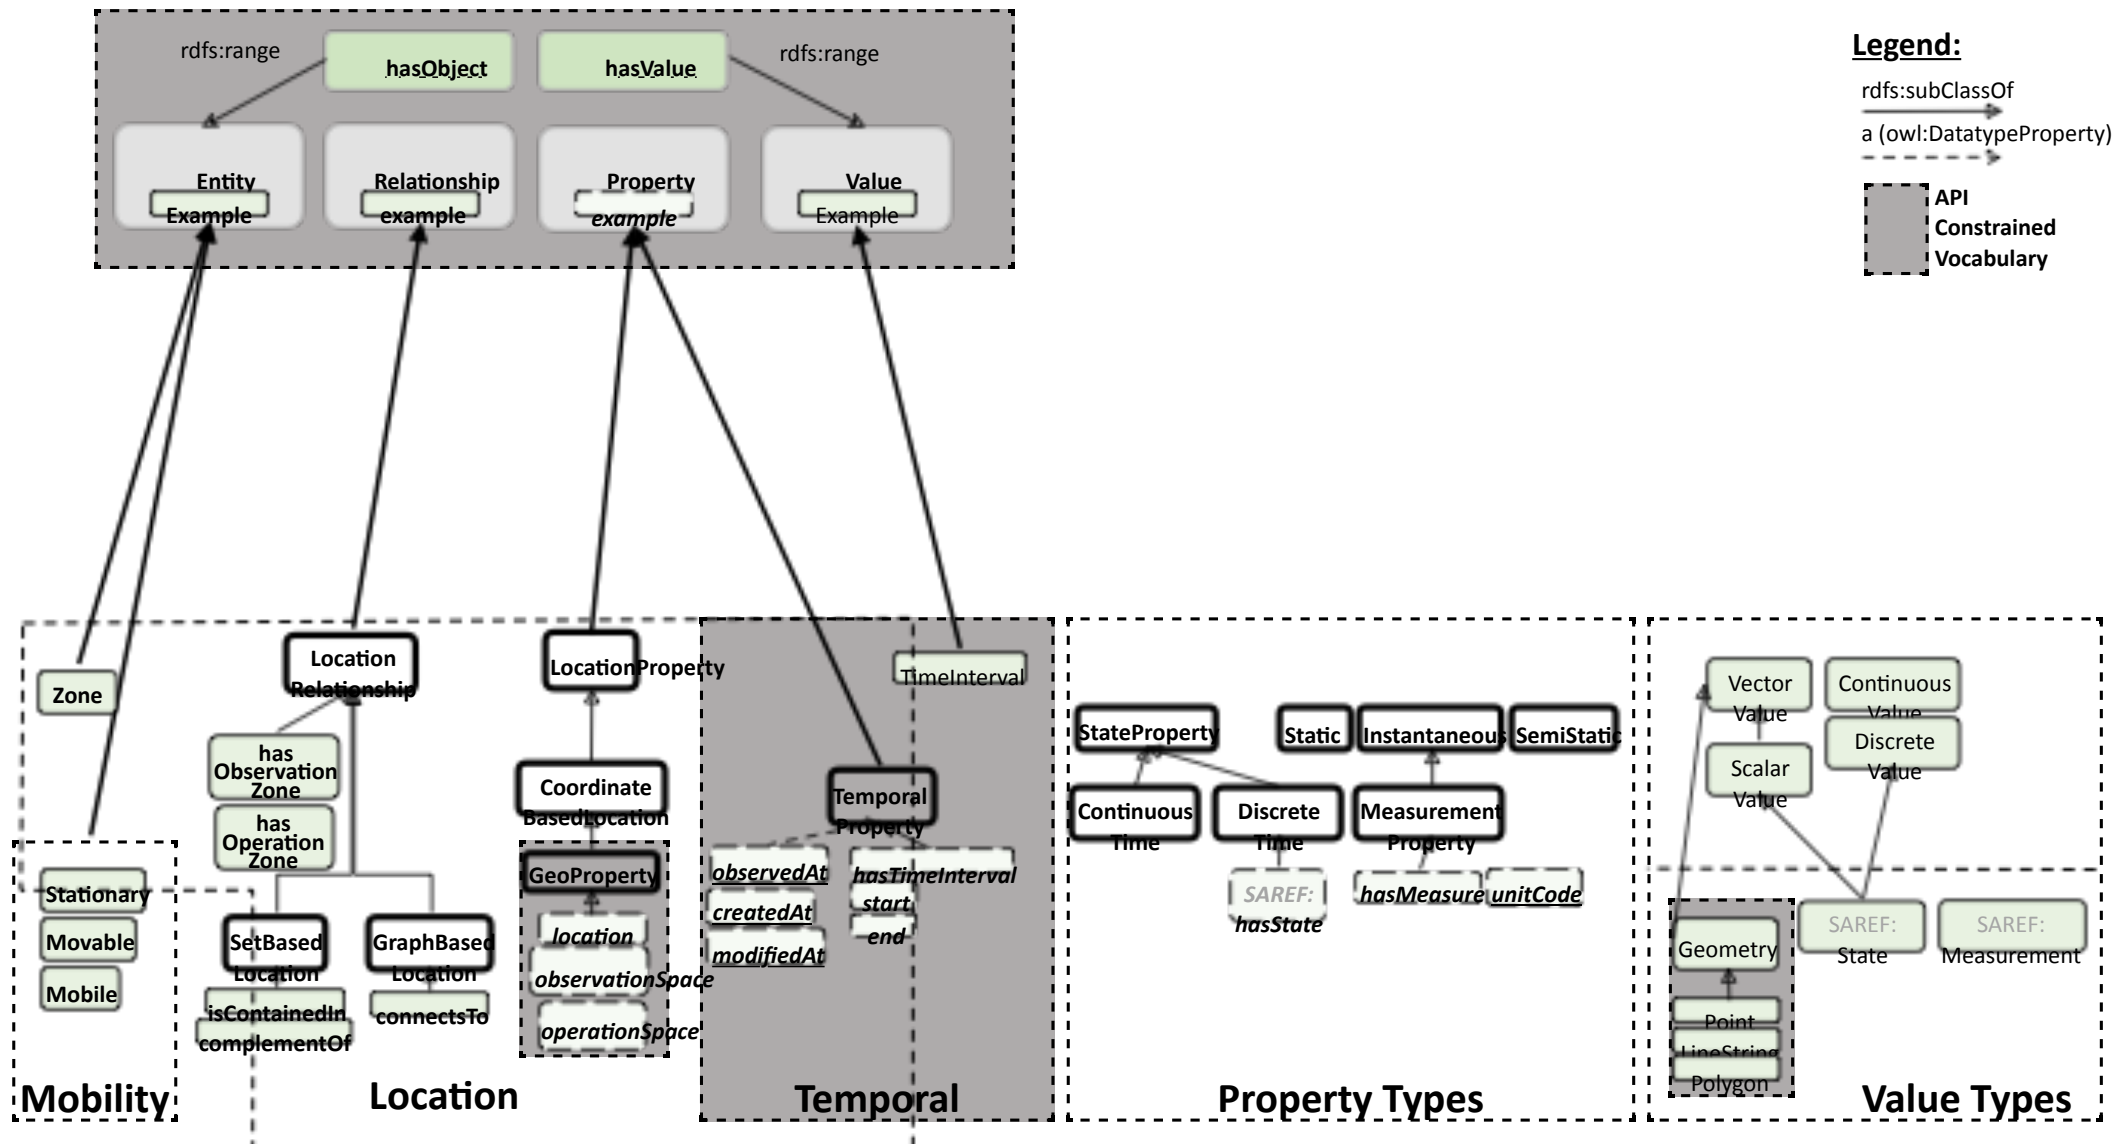 Legend:
rdfs:range
hasObject
hasValue
rdfs:range
rdfs:subClassOf
a (owl:DatatypeProperty)
API
Constrained
Vocabulary
Entity
Example
Relationship
example
Property
example
Value
Example
Zone
Location
Relationship
LocationProperty
TimeInterval
has
Observation
Zone
has
Operation
Zone
Coordinate
BasedLocation
Temporal
Property
GeoProperty
location
observationSpace
operationSpace
observedAt
createdAt
modifiedAt
hasTimeInterval
start
end
Stationary
Movable
Mobile
SetBased
Location
isContainedIn
complementOf
GraphBased
Location
connectsTo
StateProperty
Static
Instantaneous
SemiStatic
Continuous
Time
Discrete
Time
Measurement
Property
SAREF:
hasState
hasMeasure
unitCode
Vector
Value
Continuous
Value
Scalar
Value
Discrete
Value
Geometry
Point
LineString
Polygon
SAREF:
State
SAREF:
Measurement
Mobility
Location
Temporal
Property Types
Value Types